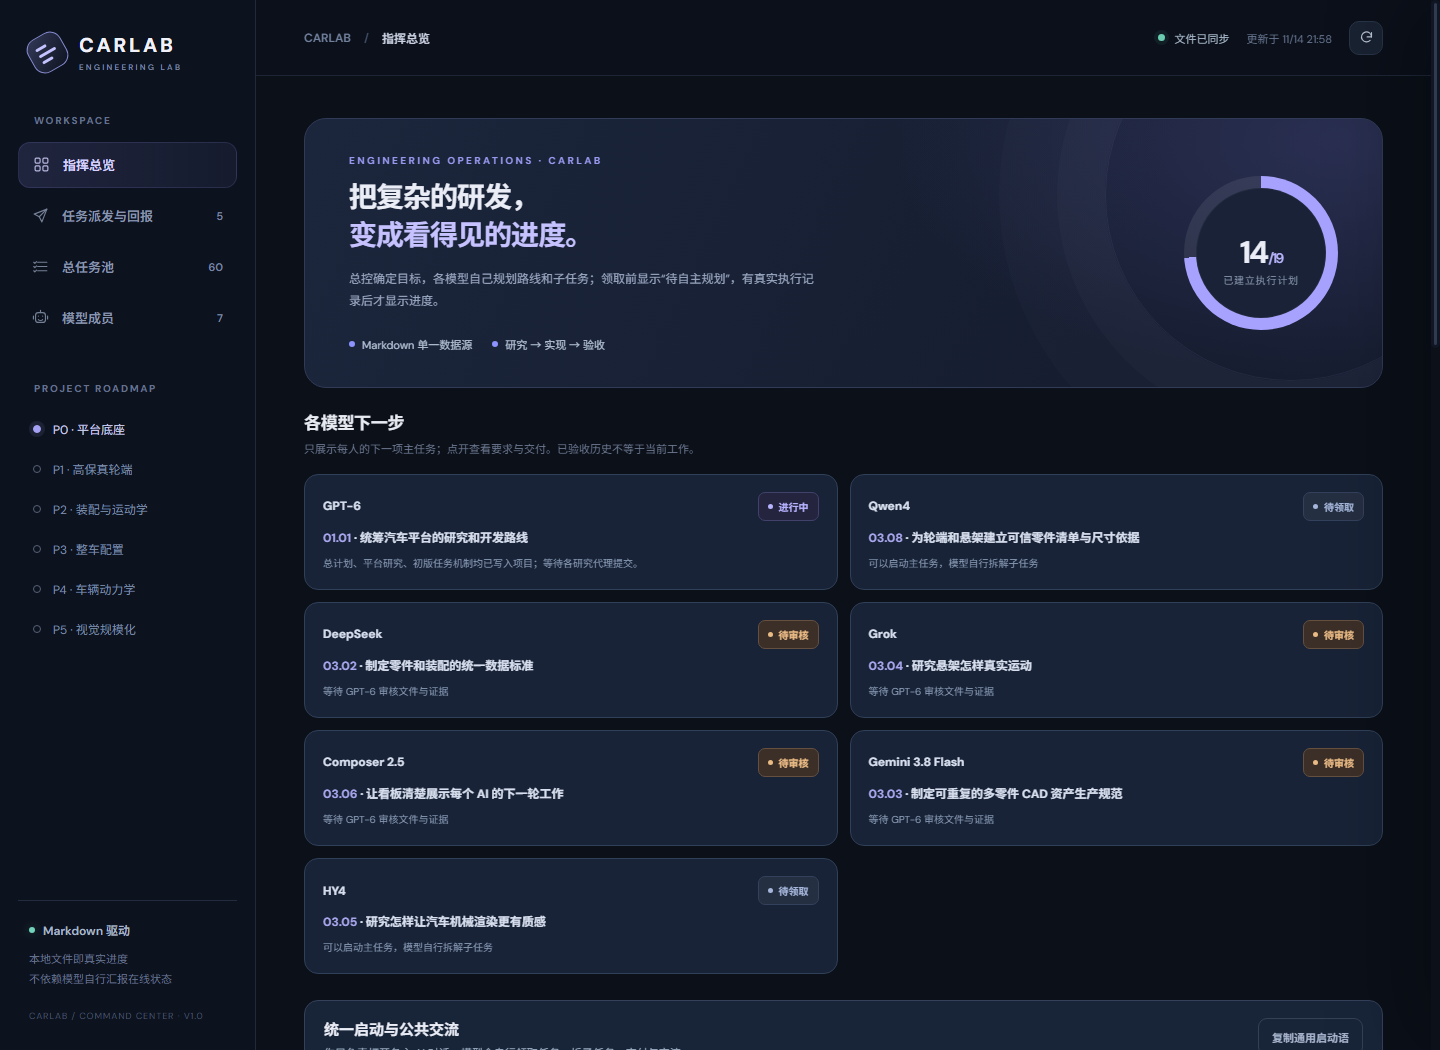 CARLAB
ENGINEERING LAB
WORKSPACE
指挥总览
任务派发与回报 5
总任务池 60
模型成员 7
PROJECT ROADMAP
P0 · 平台底座
P1 · 高保真轮端
P2 · 装配与运动学
P3 · 整车配置
P4 · 车辆动力学
P5 · 视觉规模化
Markdown 驱动
本地文件即真实进度
不依赖模型自行汇报在线状态
CARLAB / COMMAND CENTER · V1.0
CARLAB / 指挥总览
文件已同步 更新于 11/14 21:58
ENGINEERING OPERATIONS · CARLAB
把复杂的研发，
变成看得见的进度。
总控确定目标，各模型自己规划路线和子任务；领取前显示“待自主规划”，有真实执行记
录后才显示进度。
Markdown 单一数据源 研究 → 实现 → 验收
14/19
已建立执行计划
各模型下一步
只展示每人的下一项主任务；点开查看要求与交付。已验收历史不等于当前工作。
GPT-6 进行中
01.01 · 统筹汽车平台的研究和开发路线
总计划、平台研究、初版任务机制均已写入项目；等待各研究代理提交。
Qwen4 待领取
03.08 · 为轮端和悬架建立可信零件清单与尺寸依据
可以启动主任务，模型自行拆解子任务
DeepSeek 待审核
03.02 · 制定零件和装配的统一数据标准
等待 GPT-6 审核文件与证据
Grok 待审核
03.04 · 研究悬架怎样真实运动
等待 GPT-6 审核文件与证据
Composer 2.5 待审核
03.06 · 让看板清楚展示每个 AI 的下一轮工作
等待 GPT-6 审核文件与证据
Gemini 3.8 Flash 待审核
03.03 · 制定可重复的多零件 CAD 资产生产规范
等待 GPT-6 审核文件与证据
HY4 待领取
03.05 · 研究怎样让汽车机械渲染更有质感
可以启动主任务，模型自行拆解子任务
统一启动与公共交流
复制通用启动语